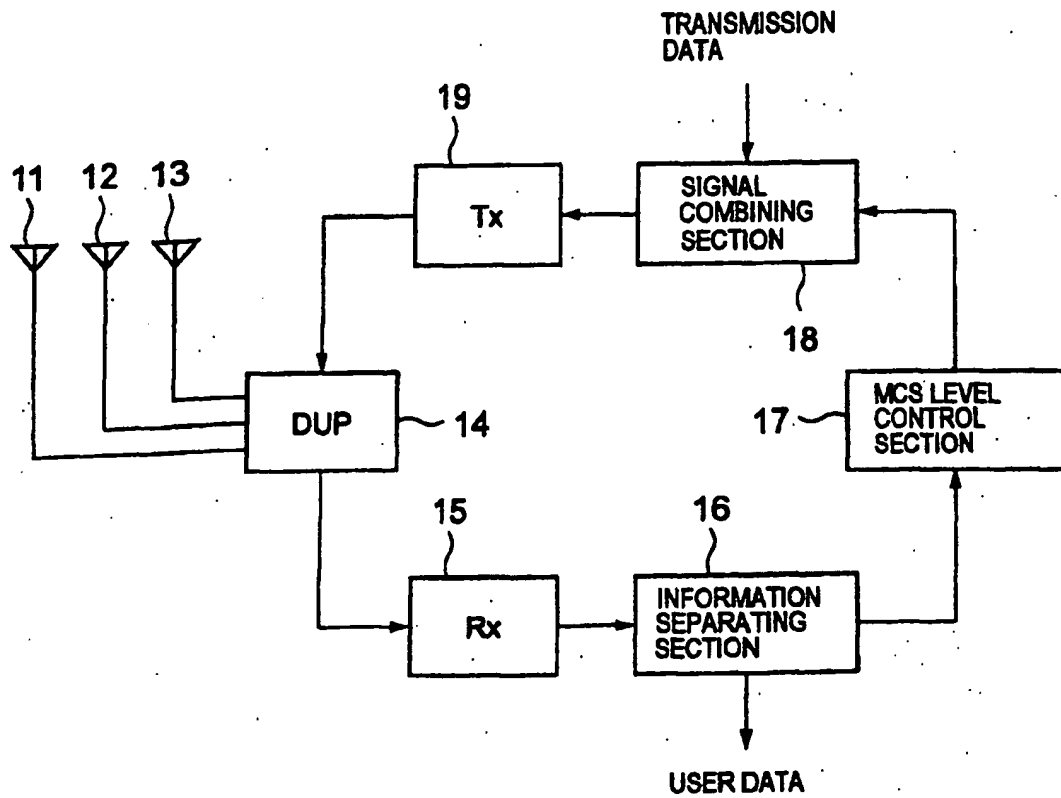 TRANSMISSION
DATA
19
11
12
13
Tx
SIGNAL
COMBINING
SECTION
18
DUP
14
17
MCS LEVEL
CONTROL
SECTION
15
16
Rx
INFORMATION
SEPARATING
SECTION
USER DATA